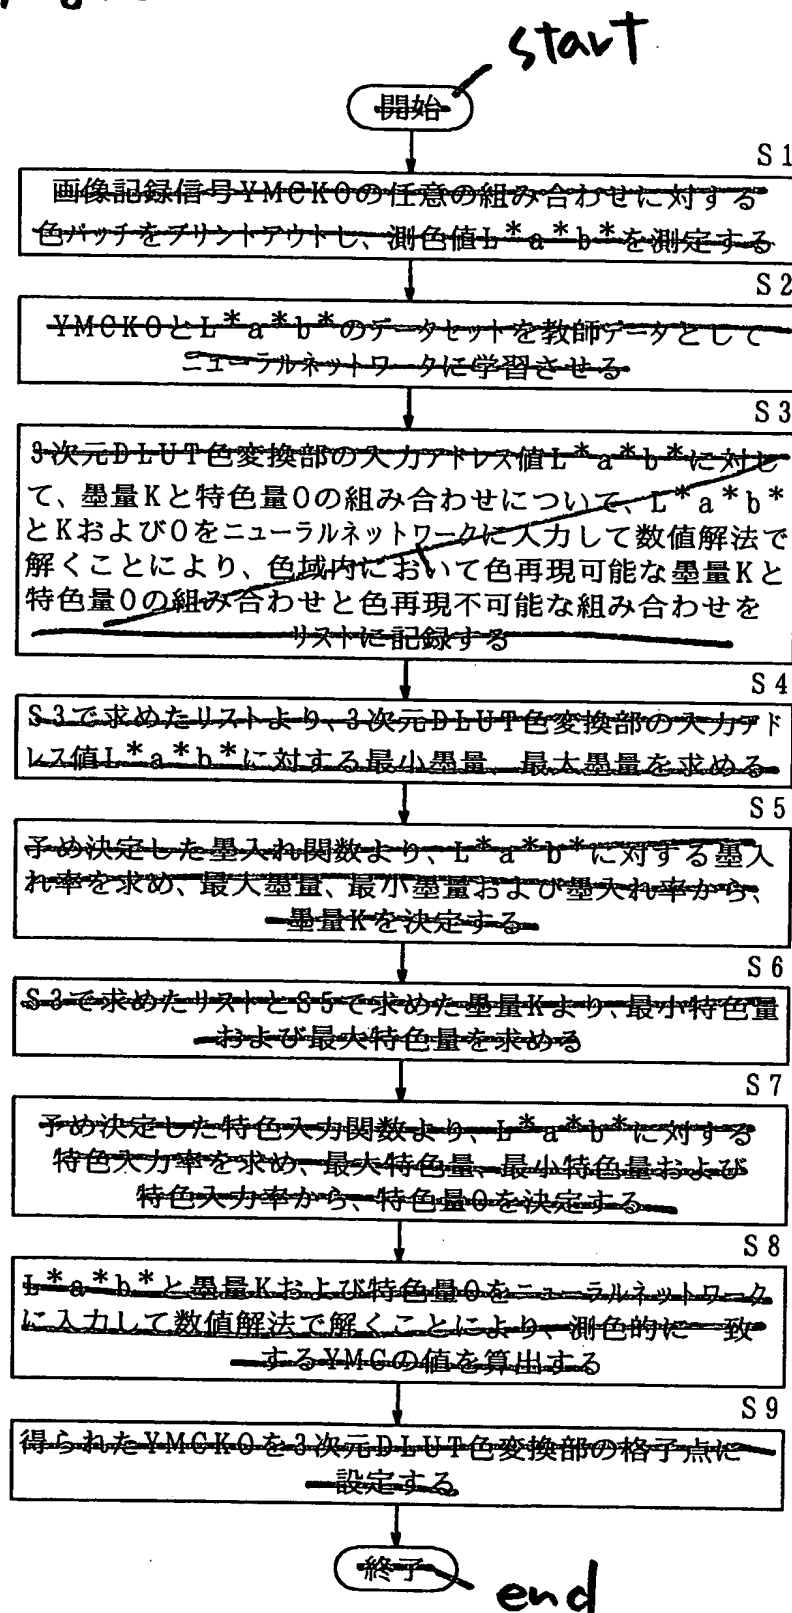 start
開始
S1
画像記録信号YMCKOの任意の組み合わせに対する
色パッチをプリントアウトし、測色値L*a*b*を測定する
S2
YMCKOとL*a*b*のデータセットを教師データとして
ニューラルネットワークに学習させる
S3
3次元DLUT色変換部の入力アドレス値L*a*b*に対し
て、墨量Kと特色量Oの組み合わせについて、L*a*b*
とKおよびOをニューラルネットワークに入力して数値解法で
解くことにより、色域内において色再現可能な墨量Kと
特色量Oの組み合わせと色再現不可能な組み合わせを
リストに記録する
S4
S3で求めたリストより、3次元DLUT色変換部の入力アド
レス値L*a*b*に対する最小墨量、最大墨量を求める
S5
予め決定した墨入れ関数より、L*a*b*に対する墨入
れ率を求め、最大墨量、最小墨量および墨入れ率から、
墨量Kを決定する
S6
S3で求めたリストとS5で求めた墨量Kより、最小特色量
および最大特色量を求める
S7
予め決定した特色入力関数より、L*a*b*に対する
特色入力率を求め、最大特色量、最小特色量および
特色入力率から、特色量Oを決定する
S8
L*a*b*と墨量Kおよび特色量Oをニューラルネットワーク
に入力して数値解法で解くことにより、測色的に一致
するYMCの値を算出する
S9
得られたYMCKOを3次元DLUT色変換部の格子点に
設定する
終了
end